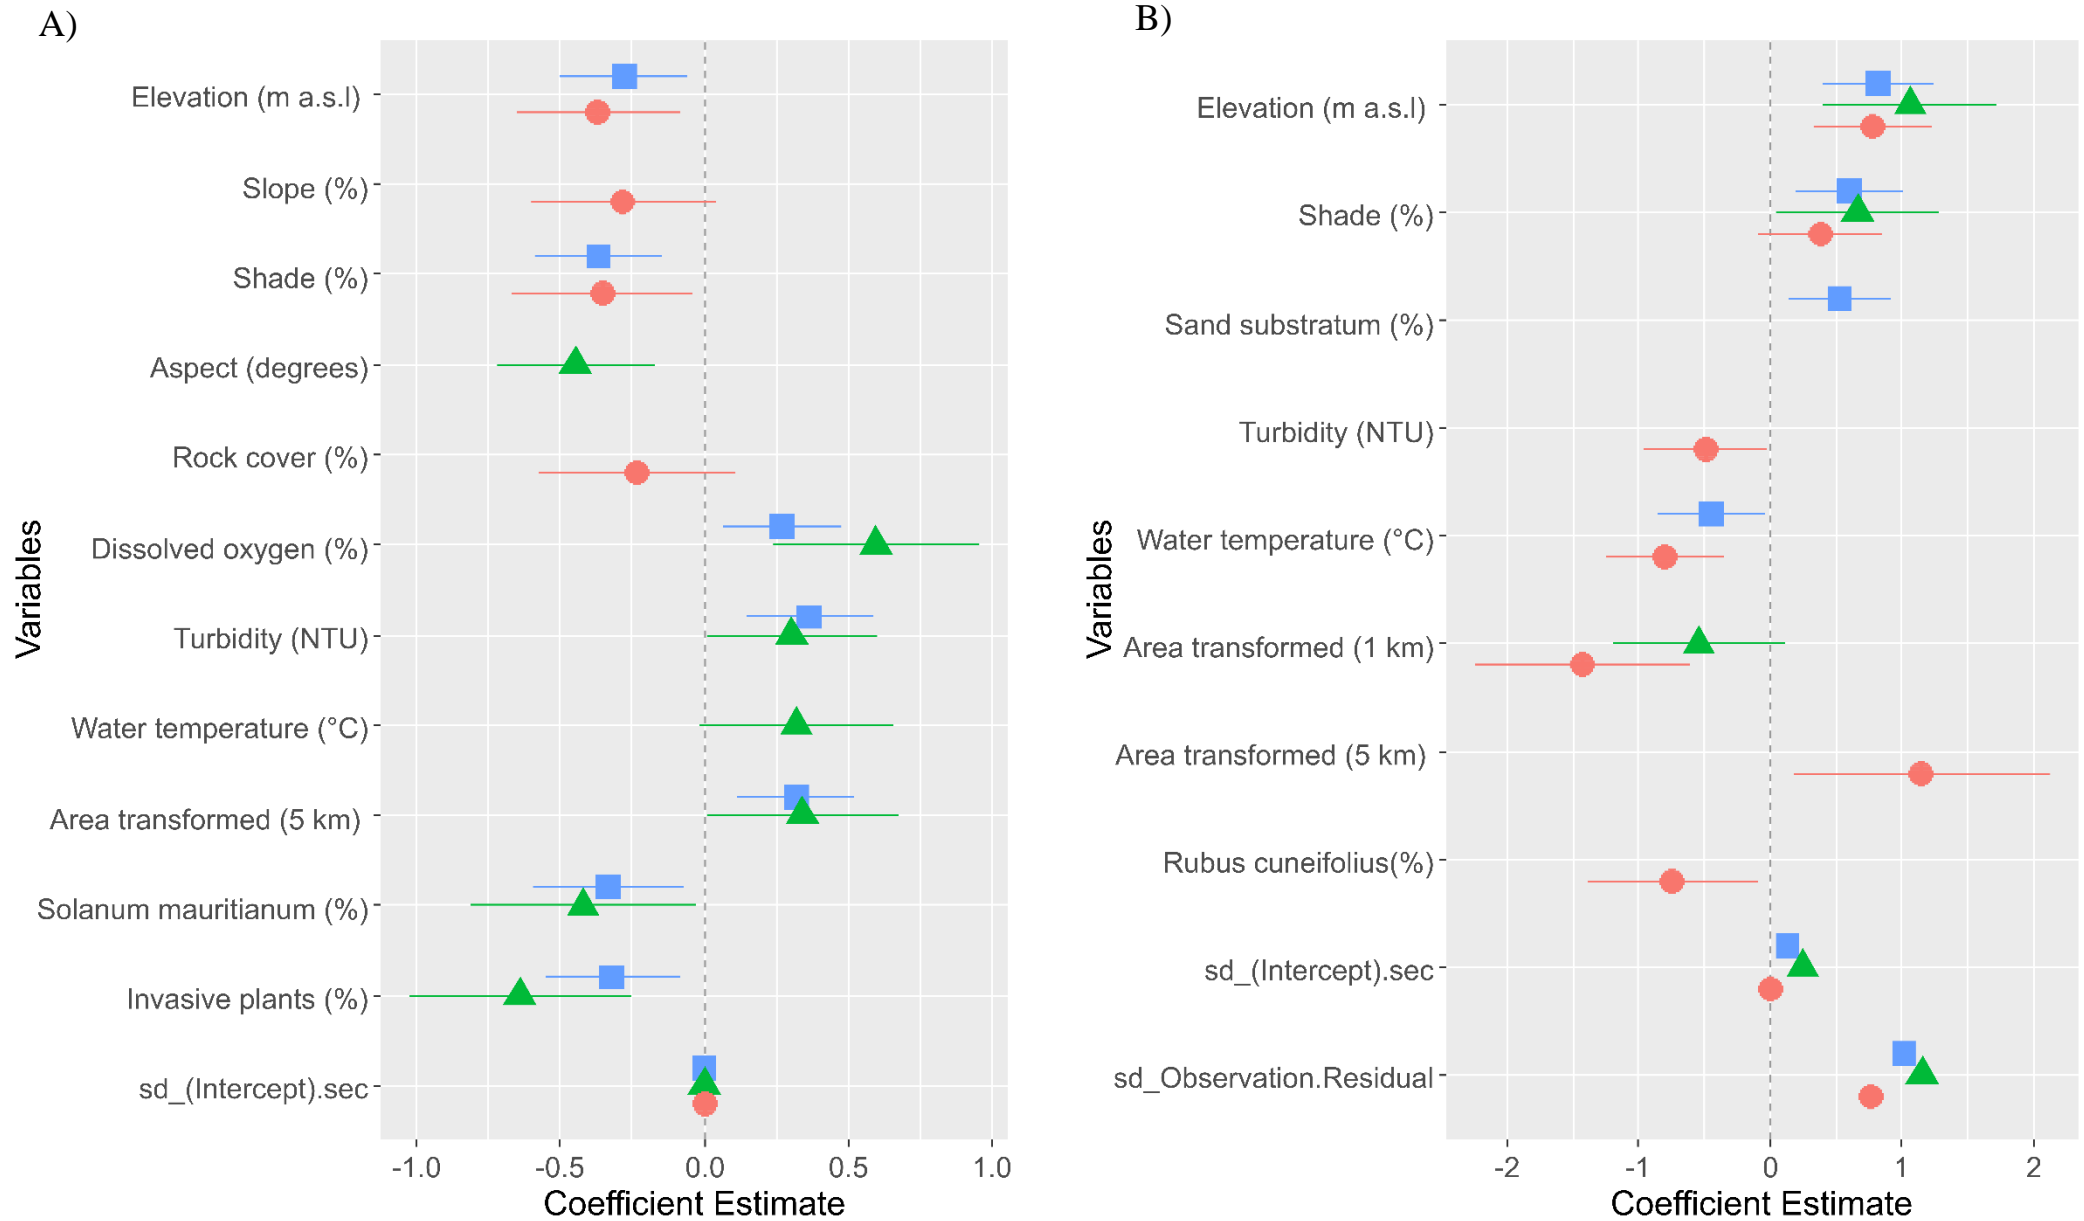 A)
Variables
Elevation (m a.s.l)
Slope (%)
Shade (%)
Aspect (degrees)
Rock cover (%)
Dissolved oxygen (%)
Turbidity (NTU)
Water temperature (°C)
Area transformed (5 km)
Solanum mauritianum (%)
Invasive plants (%)
sd_(Intercept).sec
-1.0 -0.5 0.0 0.5 1.0
Coefficient Estimate
B)
Variables
Elevation (m a.s.l)
Shade (%)
Sand substratum (%)
Turbidity (NTU)
Water temperature (°C)
Area transformed (1 km)
Area transformed (5 km)
Rubus cuneifolius(%)
sd_(Intercept).sec
sd_Observation.Residual
-2 -1 0 1 2
Coefficient Estimate